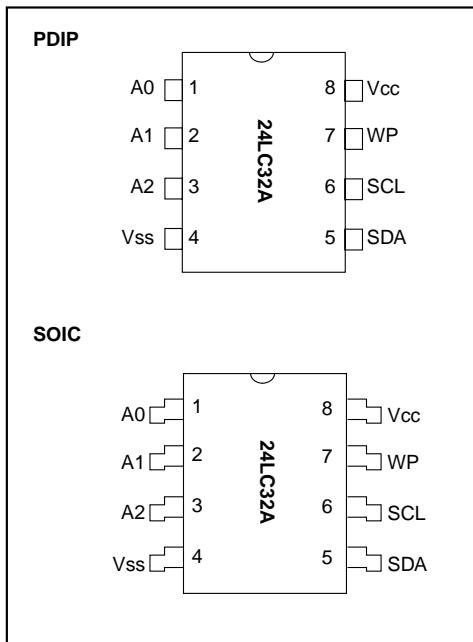 PDIP
A0 1 8 Vcc
A1 2 7 WP
A2 3 6 SCL
Vss 4 5 SDA
24LC32A
SOIC
A0 1 8 Vcc
A1 2 7 WP
A2 3 6 SCL
Vss 4 5 SDA
24LC32A